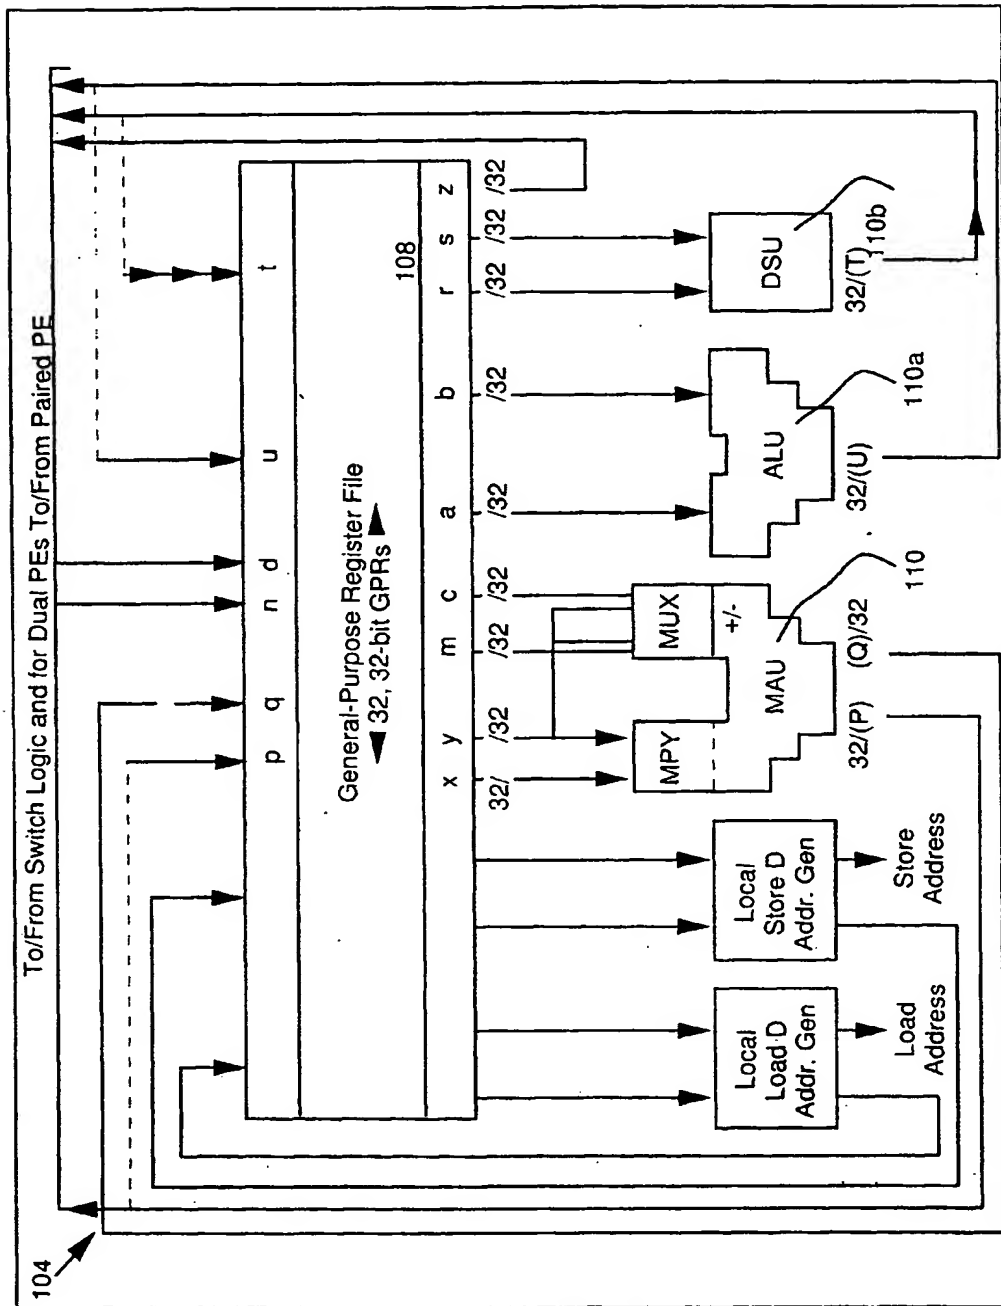 To/From Switch Logic and for Dual PEs To/From Paired PE
104
p
q
n
d
u
t
General-Purpose Register File
32, 32-bit GPRs
108
x
y
m
c
a
b
r
s
z
32/
/32
/32
/32
/32
/32
/32
/32
/32
Local
Load D
Addr. Gen
Local
Store D
Addr. Gen
MPY
MUX
+/-
MAU
ALU
DSU
Load
Address
Store
Address
32/(P)
(Q)/32
110
32/(U)
110a
32/(T)
110b